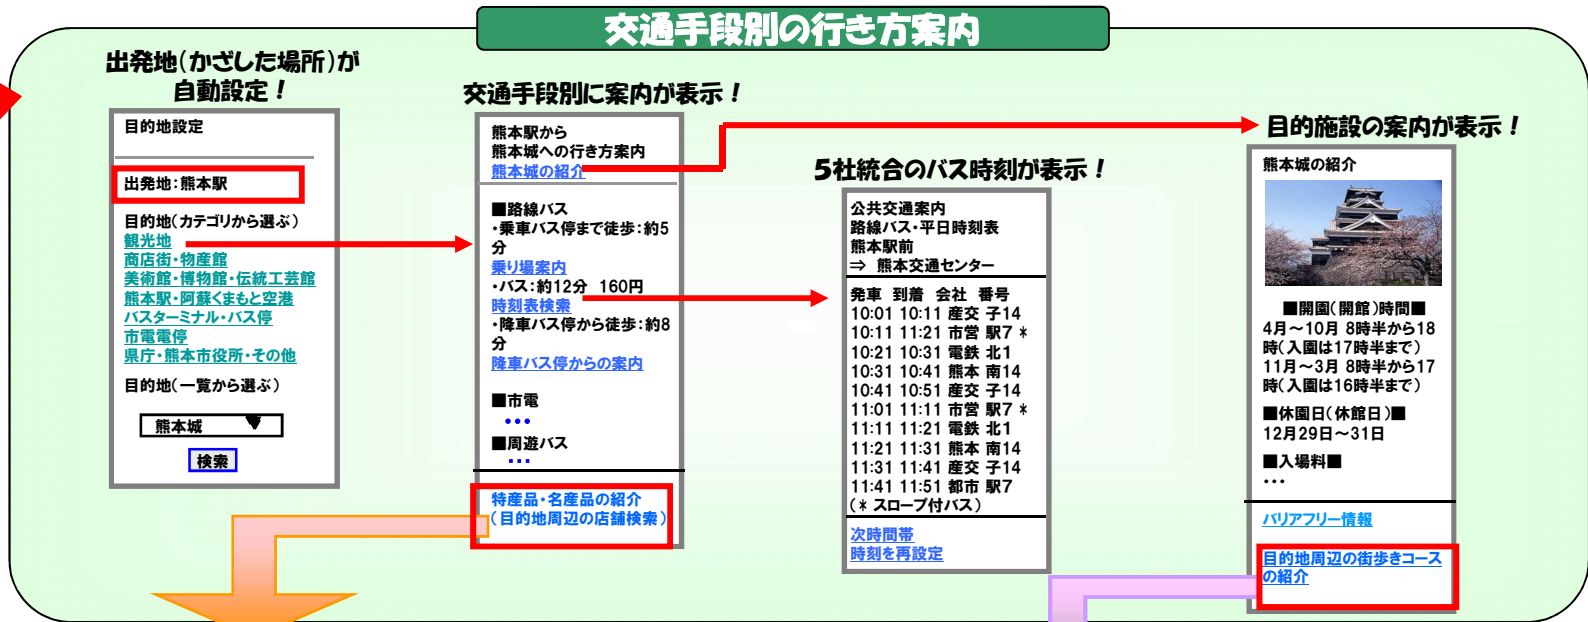 交通手段別の行き方案内
出発地(かざした場所)が
自動設定！
目的地設定
出発地：熊本駅
目的地(カテゴリから選ぶ)
観光地
商店街・物産館
美術館・博物館・伝統工芸館
熊本駅・阿蘇くまもと空港
バスターミナル・バス停
市電電停
県庁・熊本市役所・その他
目的地(一覧から選ぶ)
熊本城 ▼
検索
交通手段別に案内が表示！
熊本駅から
熊本城への行き方案内
熊本城の紹介
■路線バス
・乗車バス停まで徒歩：約5
分
乗り場案内
・バス：約12分 160円
時刻表検索
・降車バス停から徒歩：約8
分
降車バス停からの案内
■市電
・・・
■周遊バス
・・・
特産品・名産品の紹介
(目的地周辺の店舗検索)
5社統合のバス時刻が表示！
公共交通案内
路線バス・平日時刻表
熊本駅前
⇒ 熊本交通センター
発車 到着 会社 番号
10:01 10:11 産交 子14
10:11 11:21 市営 駅7 *
10:21 10:31 電鉄 北1
10:31 10:41 熊本 南14
10:41 10:51 産交 子14
11:01 11:11 市営 駅7 *
11:11 11:21 電鉄 北1
11:21 11:31 熊本 南14
11:31 11:41 産交 子14
11:41 11:51 都市 駅7
(* スロープ付バス)
次時間帯
時刻を再設定
目的施設の案内が表示！
熊本城の紹介
■開園(開館)時間■
4月～10月 8時半から18
時(入園は17時半まで)
11月～3月 8時半から17
時(入園は16時半まで)
■休園日(休館日)■
12月29日～31日
■入場料■
・・・
バリアフリー情報
目的地周辺の街歩きコース
の紹介